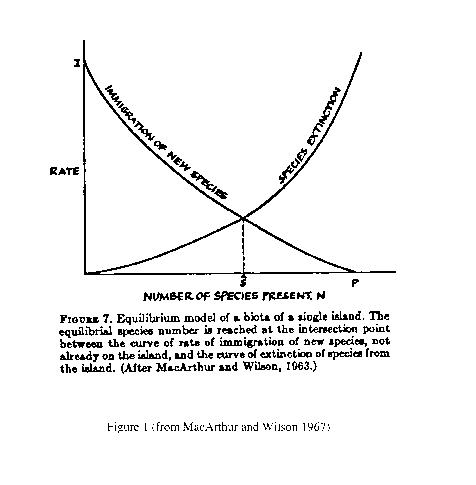 I
IMMIGRATION OF NEW SPECIES
SPECIES EXTINCTION
RATE
Ŝ
P
NUMBER OF SPECIES PRESENT, N
FIGURE 7. Equilibrium model of a biota of a single island. The
equilibrial species number is reached at the intersection point
between the curve of rate of immigration of new species, not
already on the island, and the curve of extinction of species from
the island. (After MacArthur and Wilson, 1963.)
Figure 1 (from MacArthur and Wilson 1967)